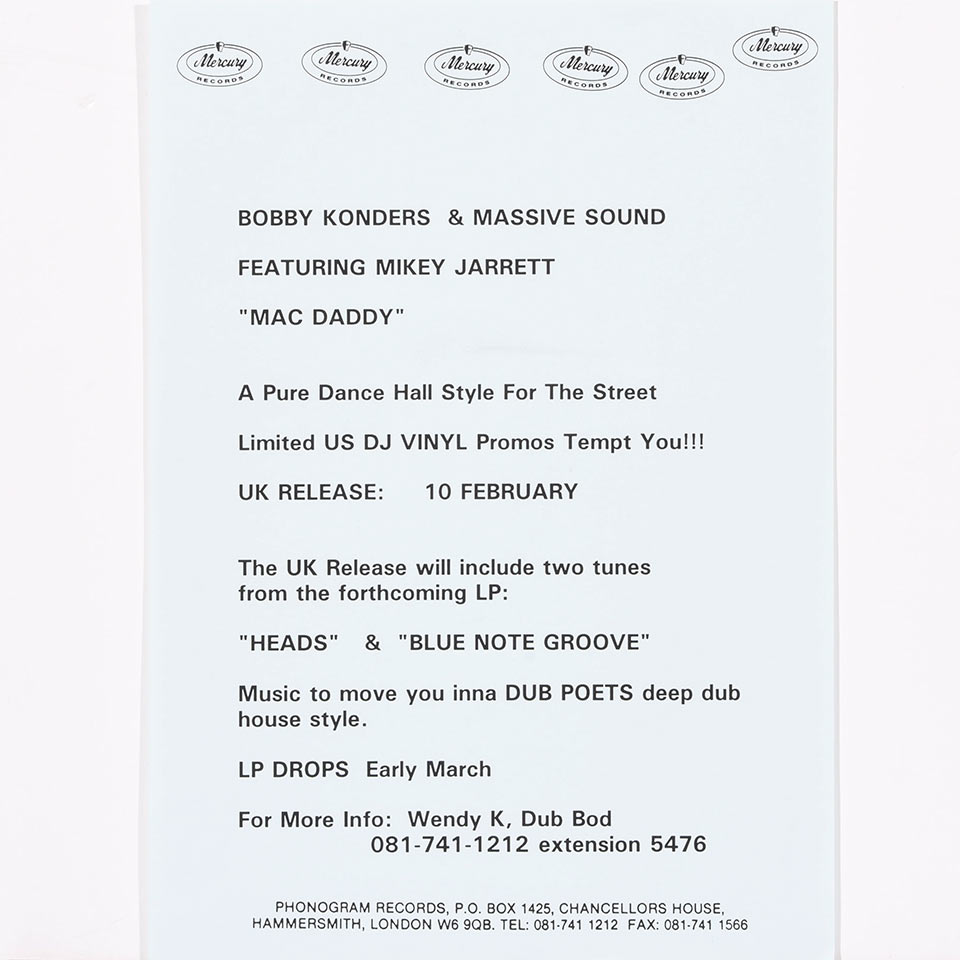 Mercury RECORDS Mercury RECORDS Mercury RECORDS Mercury RECORDS Mercury RECORDS Mercury RECORDS
BOBBY KONDERS & MASSIVE SOUND
FEATURING MIKEY JARRETT
"MAC DADDY"
A Pure Dance Hall Style For The Street
Limited US DJ VINYL Promos Tempt You!!!
UK RELEASE: 10 FEBRUARY
The UK Release will include two tunes
from the forthcoming LP:
"HEADS" & "BLUE NOTE GROOVE"
Music to move you inna DUB POETS deep dub
house style.
LP DROPS Early March
For More Info: Wendy K, Dub Bod
081-741-1212 extension 5476
PHONOGRAM RECORDS, P.O. BOX 1425, CHANCELLORS HOUSE,
HAMMERSMITH, LONDON W6 9QB. TEL: 081-741 1212 FAX: 081-741 1566